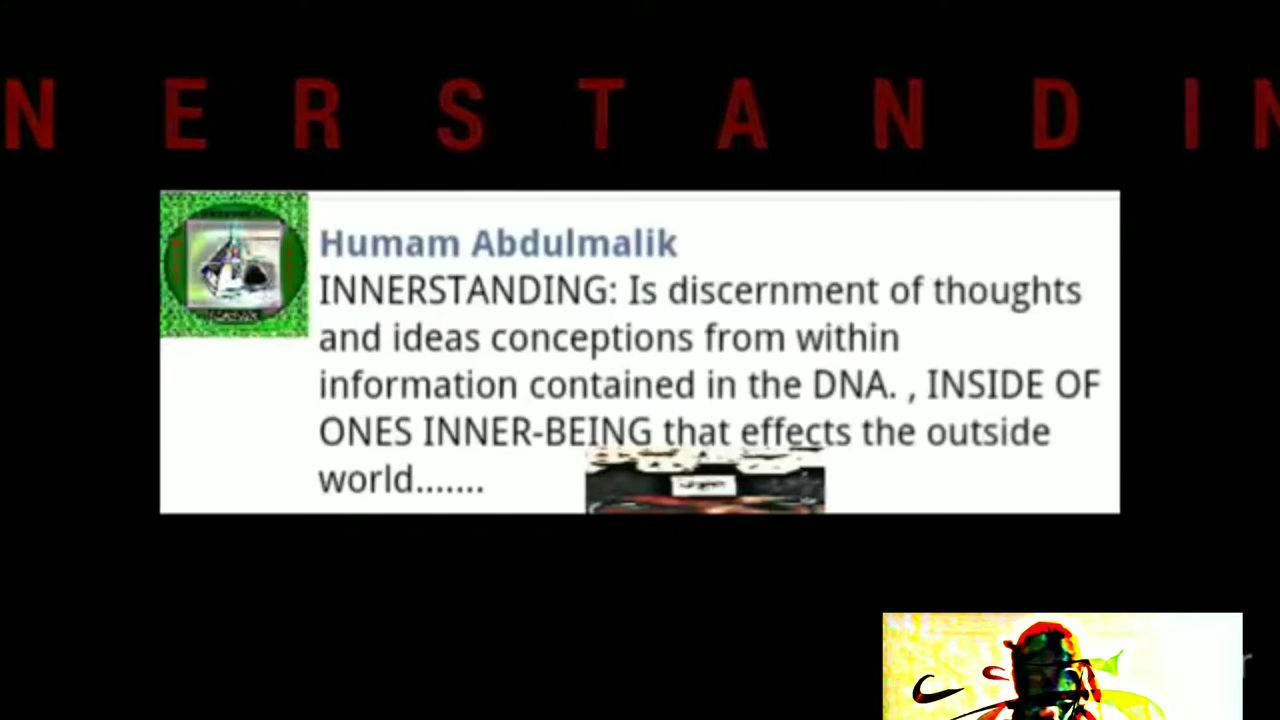 N E R S T A N D I N
Humam Abdulmalik
INNERSTANDING: Is discernment of thoughts
and ideas conceptions from within
information contained in the DNA. , INSIDE OF
ONES INNER-BEING that effects the outside
world.......